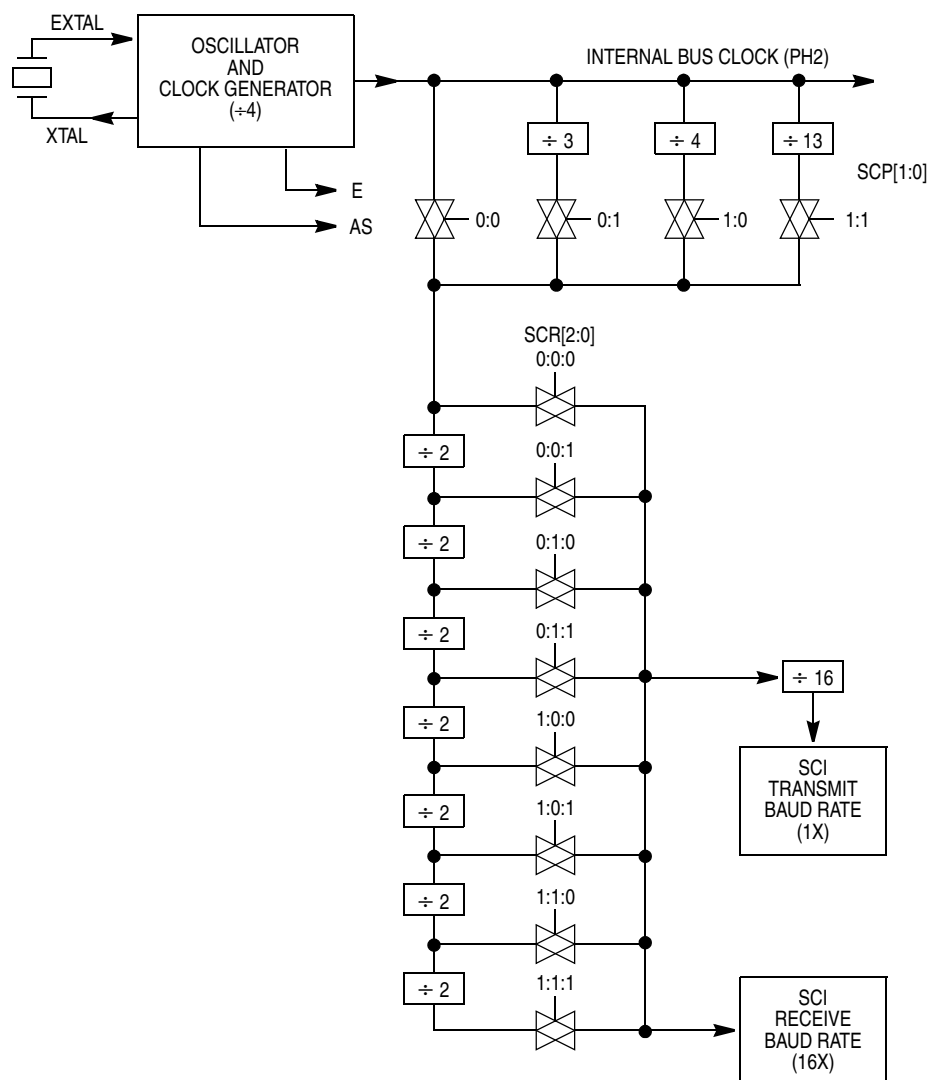 EXTAL
XTAL
OSCILLATOR
AND
CLOCK GENERATOR
(÷4)
E
AS
INTERNAL BUS CLOCK (PH2)
÷ 3
÷ 4
÷ 13
SCP[1:0]
0:0
0:1
1:0
1:1
SCR[2:0]
0:0:0
÷ 2
0:0:1
÷ 2
0:1:0
÷ 2
0:1:1
÷ 2
1:0:0
÷ 2
1:0:1
÷ 2
1:1:0
÷ 2
1:1:1
÷ 16
SCI
TRANSMIT
BAUD RATE
(1X)
SCI
RECEIVE
BAUD RATE
(16X)